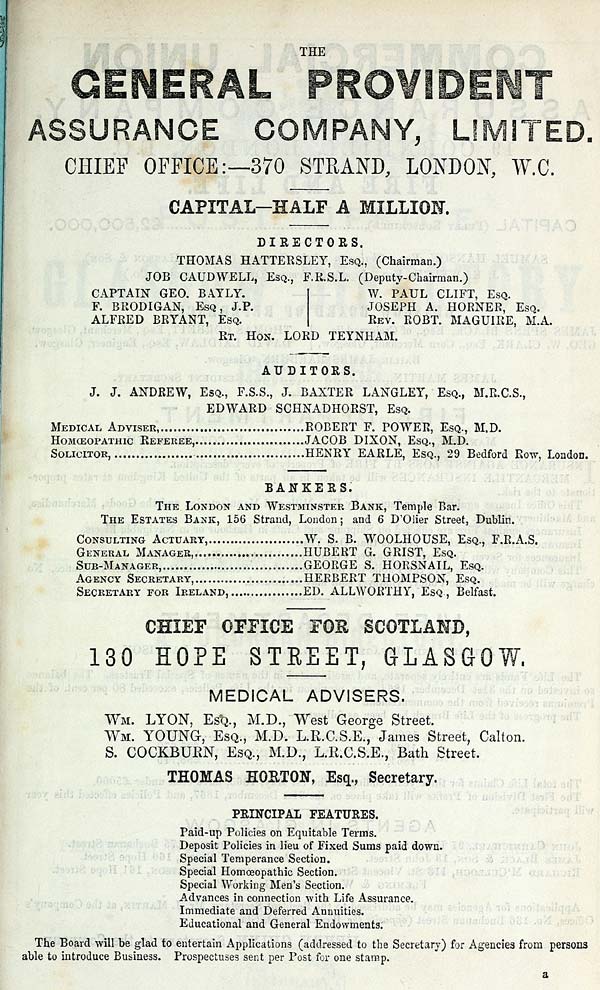 THE
GENERAL PROVIDENT
ASSURANCE COMPANY, LIMITED.
CHIEF OFFICE:—370 STRAND, LONDON, W.C.
CAPITAL—HALF A MILLION.
DIRECTORS.
THOMAS HATTERSLEY, Esq., (Chairman.)
JOB CAUDWELL, Esq., F.R.S.L. (Deputy-Chairman.)
CAPTAIN GEO. BAYLY.
F. BRODIGAN, Esq, J.P.
ALFRED BRYANT, Esq.
W. PAUL CLIFT, Esq.
JOSEPH A. HORNER, Esq.
Rev. ROBT. MAGUIRE, M.A.
Rt. Hon. LORD TEYNHAM.
AUDITORS.
J. J. ANDREW, Esq., F.S.S., J. BAXTER LANGLEY, Esq., M.R.C.S.,
EDWARD SCHNADHORST, Esq.
Medical Adviser,..............................ROBERT F. POWER, Esq., M.D.
Homœopathic Referee,........................JACOB DIXON, Esq., M.D.
Solicitor,........................................HENRY EARLE, Esq., 29 Bedford Row, London.
BANKERS.
The London and Westminster Bank, Temple Bar.
The Estates Bank, 156 Strand, London; and 6 D'Olier Street, Dublin.
Consulting Actuary,....................W. S. B. WOOLHOUSE, Esq., F.R.A.S.
General Manager,.......................HUBERT G. GRIST, Esq.
Sub-Manager,..............................GEORGE S. HORSNAIL, Esq.
Agency Secretary,.......................HERBERT THOMPSON, Esq.
Secretary for Ireland,................ED. ALLWORTHY, Esq, Belfast.
CHIEF OFFICE FOR SCOTLAND,
130 HOPE STREET, GLASGOW.
MEDICAL ADVISERS.
Wm. LYON, Esq., M.D., West George Street.
Wm. YOUNG, Esq., M.D. L.R.C.S.E., James Street, Calton.
S. COCKBURN, Esq., M.D., L.R.C.S.E., Bath Street.
THOMAS HORTON, Esq., Secretary.
PRINCIPAL FEATURES.
Paid-up Policies on Equitable Terms.
Deposit Policies in lieu of Fixed Sums paid down.
Special Temperance Section.
Special Homœopathic Section.
Special Working Men's Section.
Advances in connection with Life Assurance.
Immediate and Deferred Annuities.
Educational and General Endowments.
The Board will be glad to entertain Applications (addressed to the Secretary) for Agencies from persons
able to introduce Business. Prospectuses sent per Post for one stamp.
a